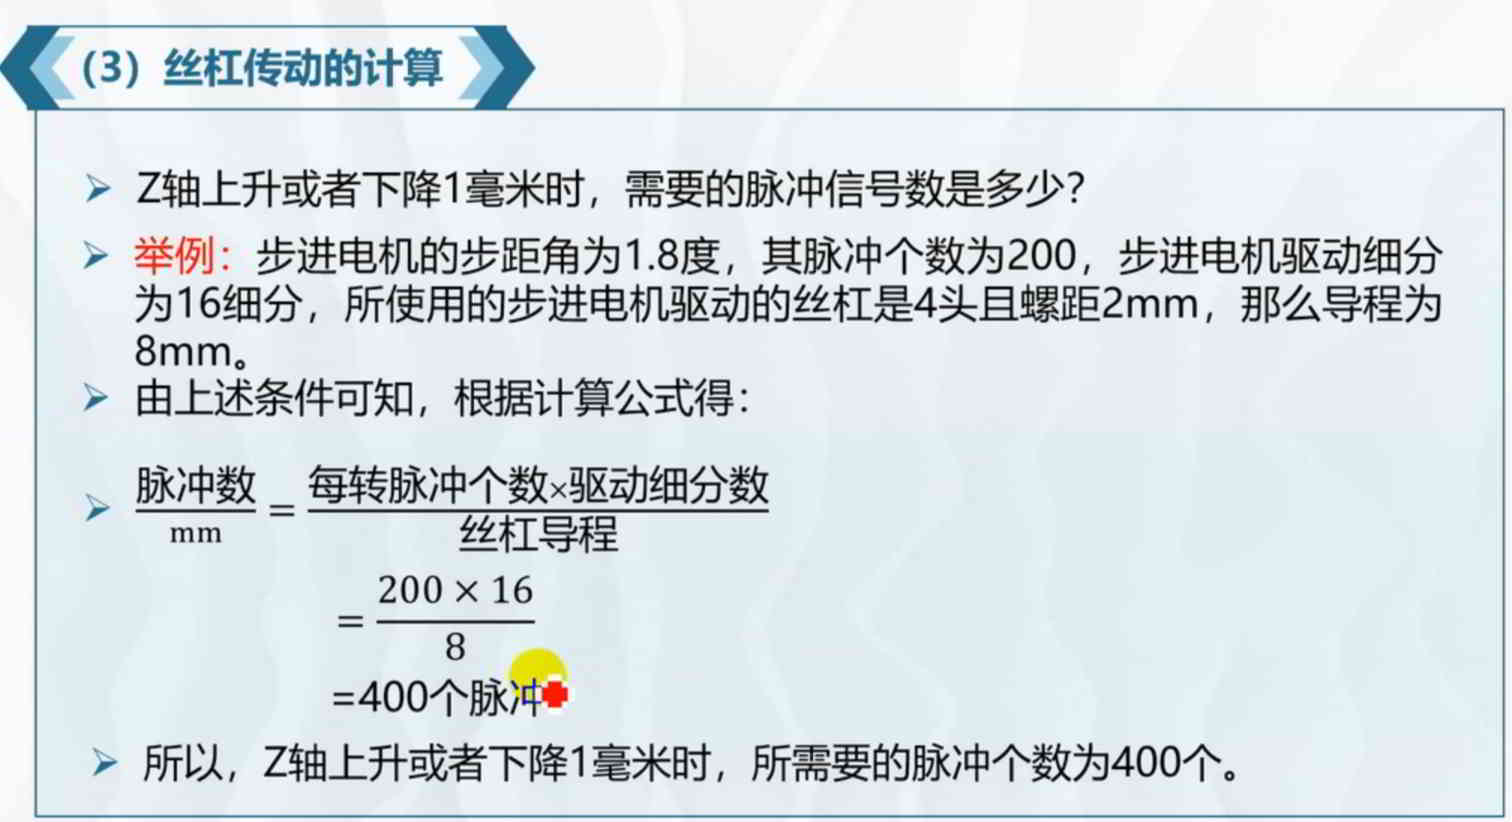 （3）丝杠传动的计算
Z轴上升或者下降1毫米时，需要的脉冲信号数是多少？
举例：步进电机的步距角为1.8度，其脉冲个数为200，步进电机驱动细分
为16细分，所使用的步进电机驱动的丝杠是4头且螺距2mm，那么导程为
8mm。
由上述条件可知，根据计算公式得：
脉冲数/mm = 每转脉冲个数×驱动细分数/丝杠导程
= 200 × 16/8
=400个脉冲
所以，Z轴上升或者下降1毫米时，所需要的脉冲个数为400个。